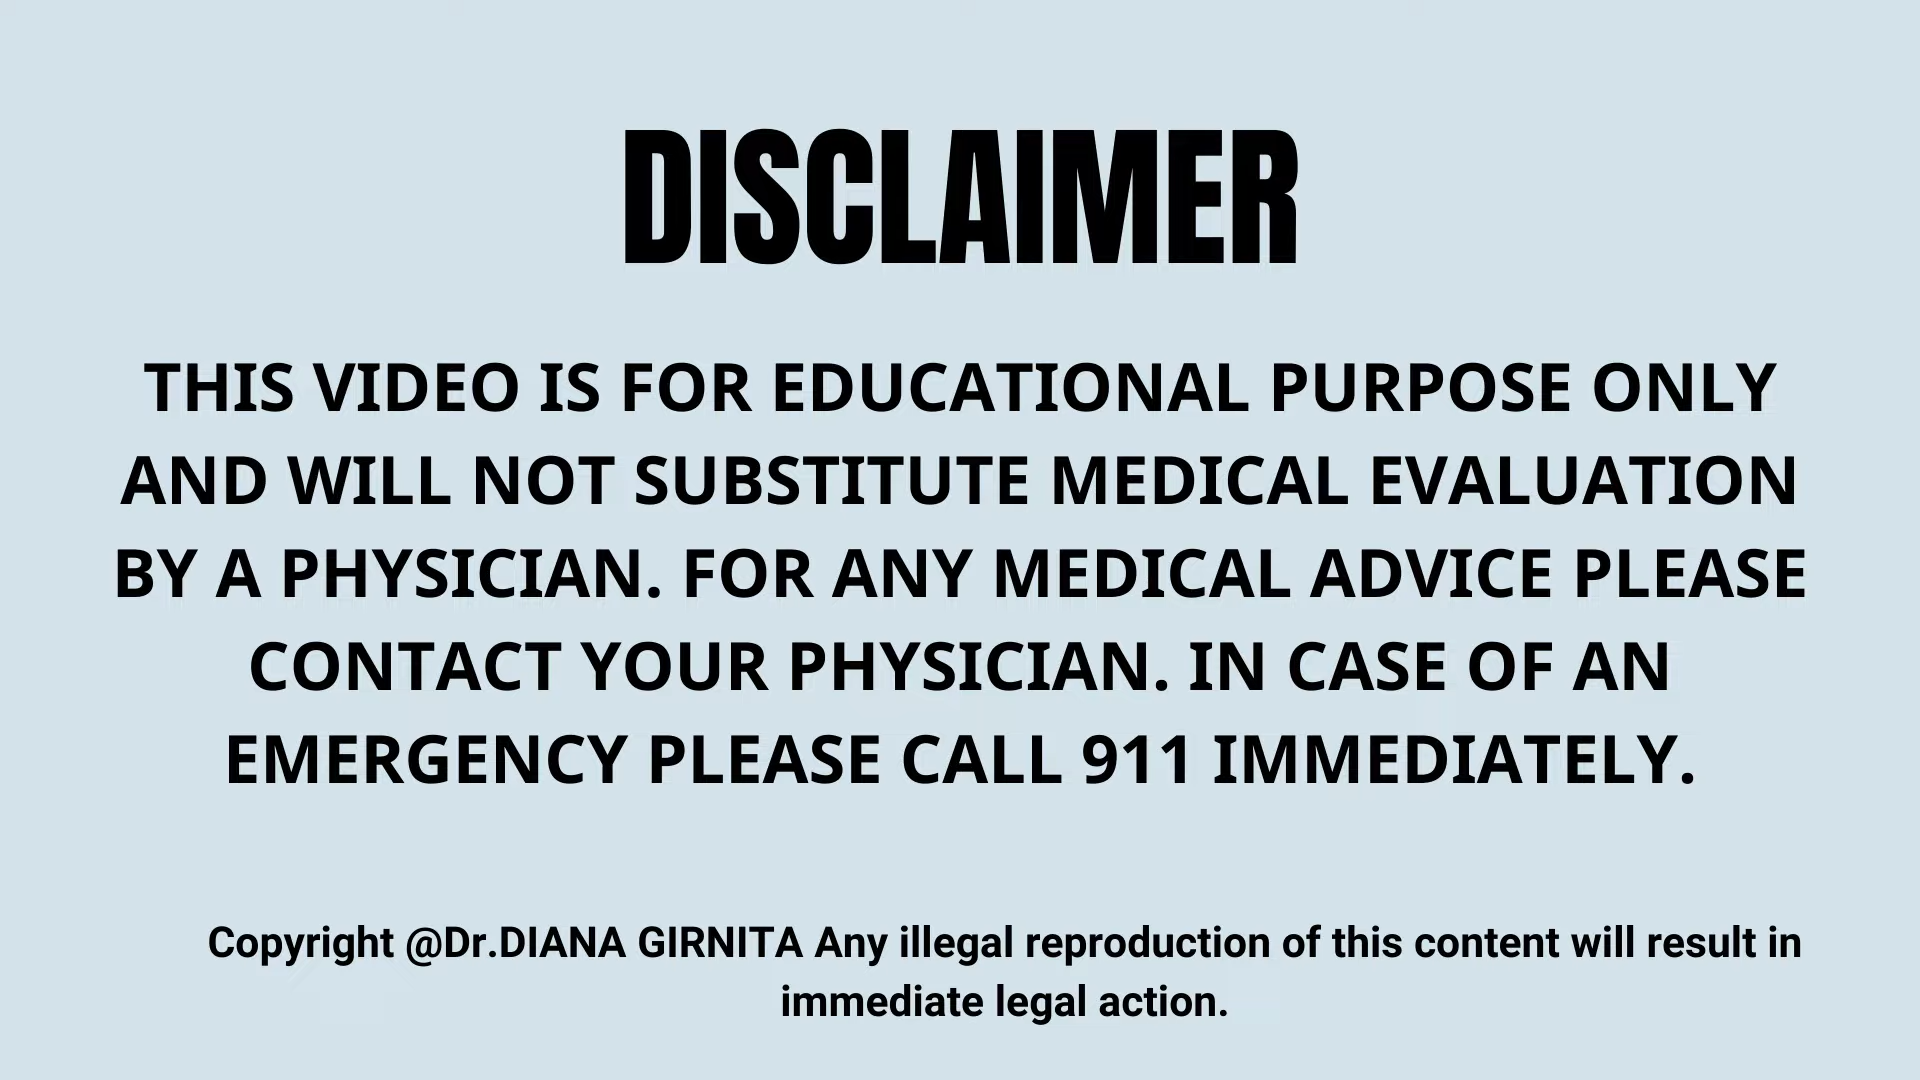 DISCLAIMER
THIS VIDEO IS FOR EDUCATIONAL PURPOSE ONLY
AND WILL NOT SUBSTITUTE MEDICAL EVALUATION
BY A PHYSICIAN. FOR ANY MEDICAL ADVICE PLEASE
CONTACT YOUR PHYSICIAN. IN CASE OF AN
EMERGENCY PLEASE CALL 911 IMMEDIATELY.
Copyright @Dr.DIANA GIRNITA Any illegal reproduction of this content will result in
immediate legal action.